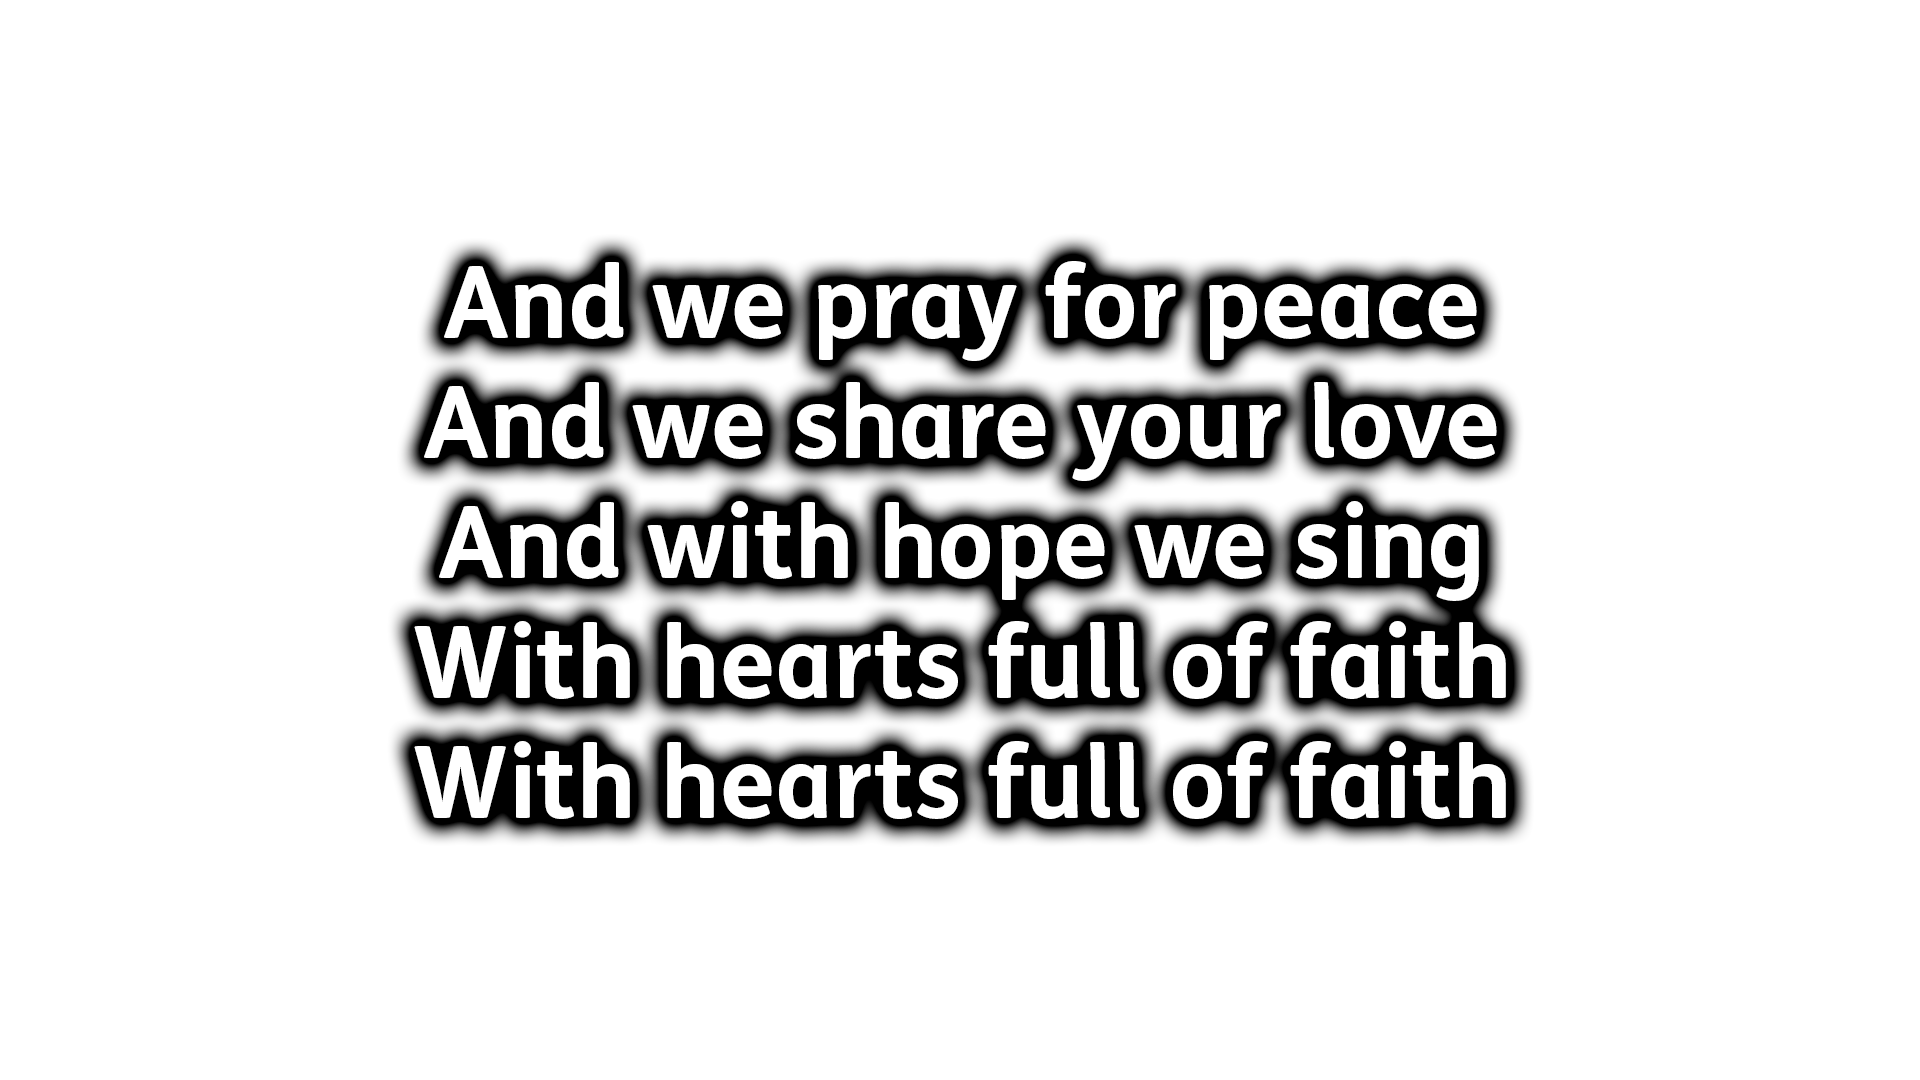 And we pray for peace
And we share your love
And with hope we sing
With hearts full of faith
With hearts full of faith